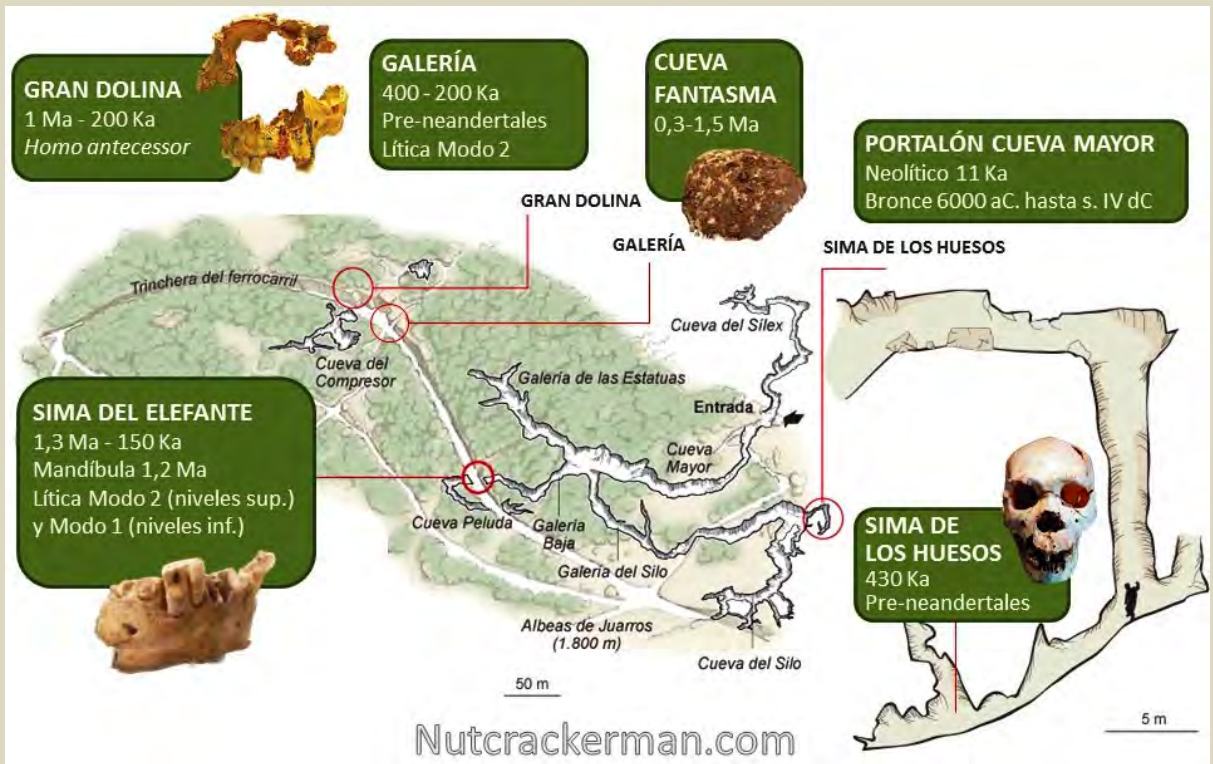 GRAN DOLINA
1 Ma - 200 Ka
Homo antecessor
GALERÍA
400 - 200 Ka
Pre-neandertales
Lítica Modo 2
CUEVA
FANTASMA
0,3-1,5 Ma
PORTALÓN CUEVA MAYOR
Neolítico 11 Ka
Bronce 6000 aC. hasta s. IV dC
GRAN DOLINA
GALERÍA
SIMA DE LOS HUESOS
Trinchera del ferrocarril
Cueva del
Compresor
Cueva del Sílex
Galería de las Estatuas
Entrada
Cueva
Mayor
SIMA DEL ELEFANTE
1,3 Ma - 150 Ka
Mandíbula 1,2 Ma
Lítica Modo 2 (niveles sup.)
y Modo 1 (niveles inf.)
Cueva Peluda
Galería
Baja
Galería del Silo
Albeas de Juarros
(1.800 m)
Cueva del Silo
50 m
SIMA DE
LOS HUESOS
430 Ka
Pre-neandertales
5 m
Nutcrackerman.com